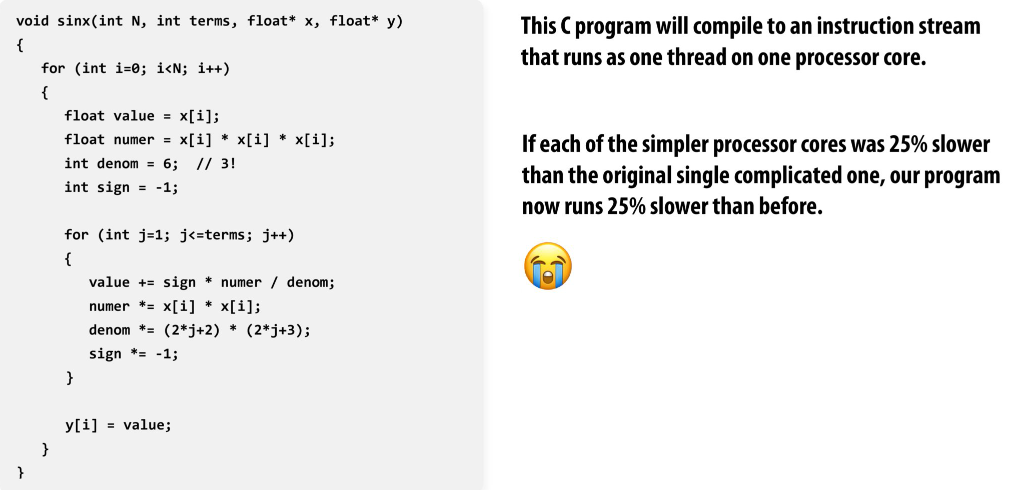 void sinx(int N, int terms, float* x, float* y)
{
for (int i=0; i<N; i++)
{
float value = x[i];
float numer = x[i] * x[i] * x[i];
int denom = 6;  // 3!
int sign = -1;
for (int j=1; j<=terms; j++)
{
value += sign * numer / denom;
numer *= x[i] * x[i];
denom *= (2*j+2) * (2*j+3);
sign *= -1;
}
y[i] = value;
}
}
This C program will compile to an instruction stream
that runs as one thread on one processor core.
If each of the simpler processor cores was 25% slower
than the original single complicated one, our program
now runs 25% slower than before.